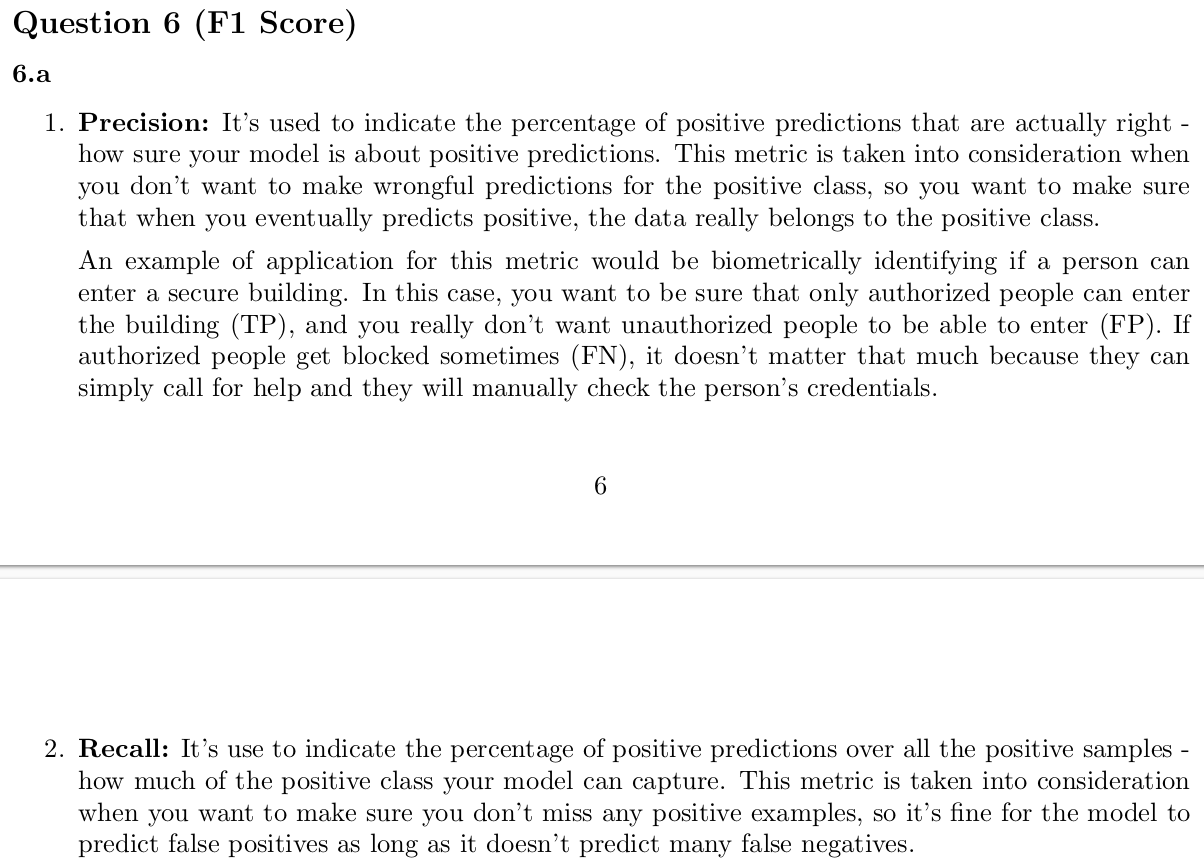 Question 6 (F1 Score)
6.a
1. Precision: It's used to indicate the percentage of positive predictions that are actually right -
how sure your model is about positive predictions. This metric is taken into consideration when
you don't want to make wrongful predictions for the positive class, so you want to make sure
that when you eventually predicts positive, the data really belongs to the positive class.
An example of application for this metric would be biometrically identifying if a person can
enter a secure building. In this case, you want to be sure that only authorized people can enter
the building (TP), and you really don't want unauthorized people to be able to enter (FP). If
authorized people get blocked sometimes (FN), it doesn't matter that much because they can
simply call for help and they will manually check the person's credentials.
6
2. Recall: It's use to indicate the percentage of positive predictions over all the positive samples -
how much of the positive class your model can capture. This metric is taken into consideration
when you want to make sure you don't miss any positive examples, so it's fine for the model to
predict false positives as long as it doesn't predict many false negatives.